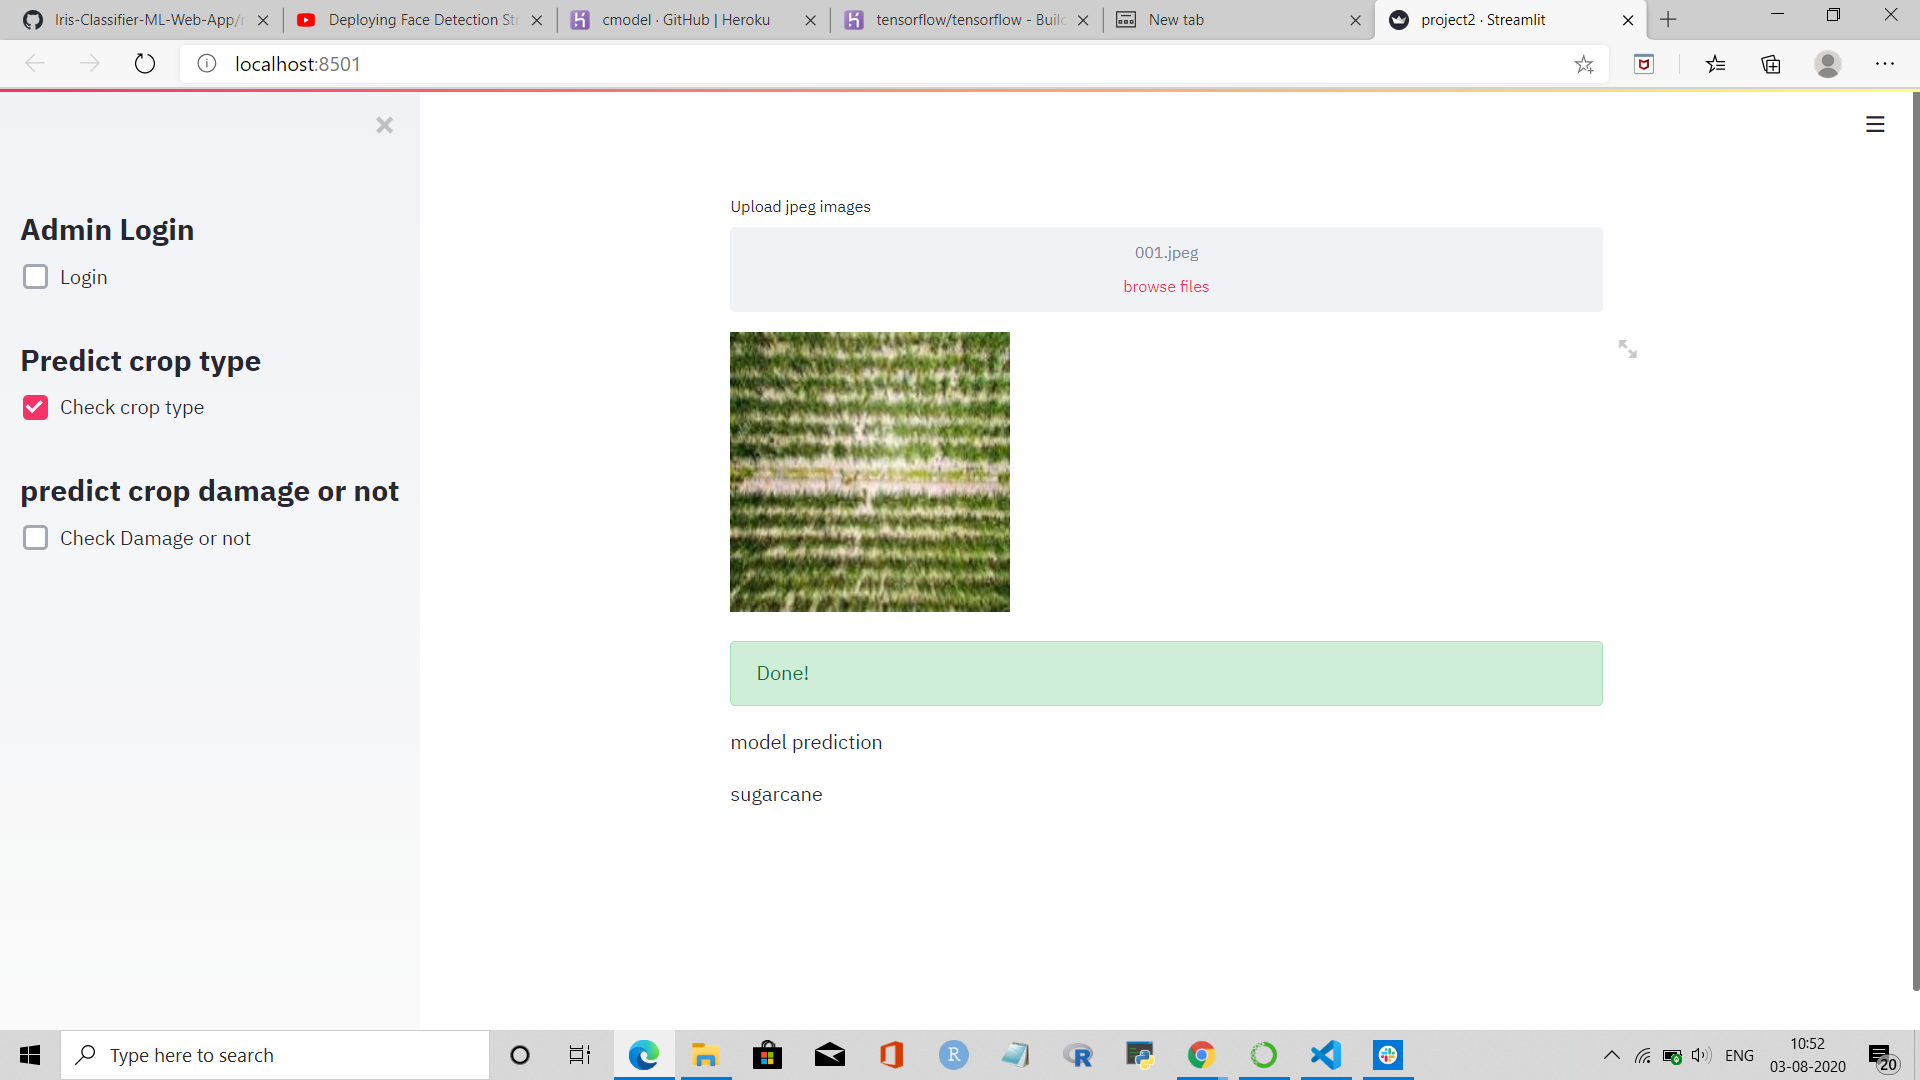 Iris-Classifier-ML-Web-App/r
Deploying Face Detection St
cmodel · GitHub | Heroku
tensorflow/tensorflow - Build
New tab
project2 · Streamlit
localhost:8501
Admin Login
Login
Predict crop type
Check crop type
predict crop damage or not
Check Damage or not
Upload jpeg images
001.jpeg
browse files
Done!
model prediction
sugarcane
Type here to search
ENG
10:52
03-08-2020
20